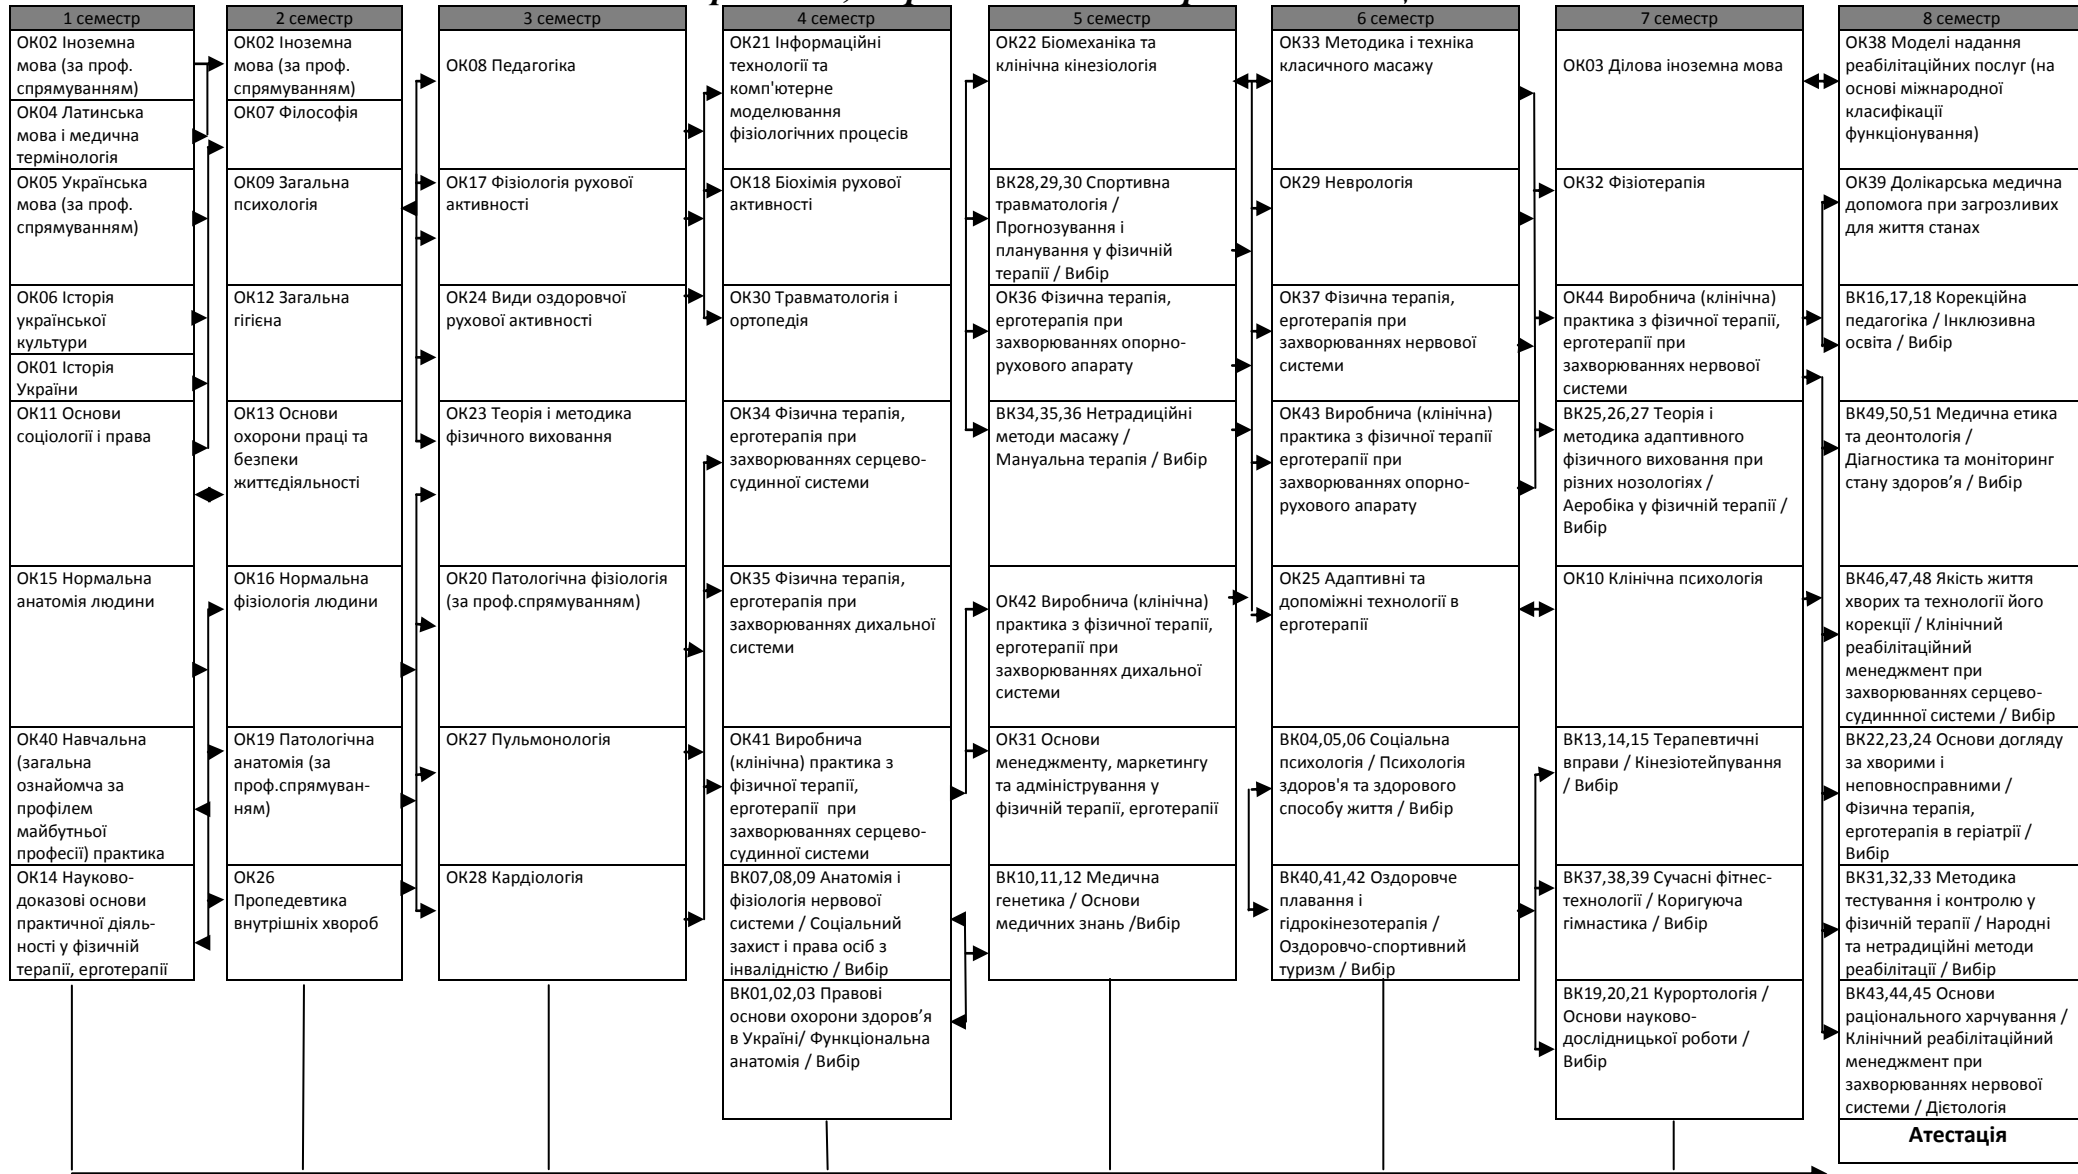 1 семестр
ОК02 Іноземна
мова (за проф.
спрямуванням)
ОК04 Латинська
мова і медична
термінологія
ОК05 Українська
мова (за проф.
спрямуванням)
ОК06 Історія
української
культури
ОК01 Історія
України
ОК11 Основи
соціології і права
ОК15 Нормальна
анатомія людини
ОК40 Навчальна
(загальна
ознайомча за
профілем
майбутньої
професії) практика
ОК14 Науково-
доказові основи
практичної діяль-
ності у фізичній
терапії, ерготерапії
2 семестр
ОК02 Іноземна
мова (за проф.
спрямуванням)
ОК07 Філософія
ОК09 Загальна
психологія
ОК12 Загальна
гігієна
ОК13 Основи
охорони праці та
безпеки
життєдіяльності
ОК16 Нормальна
фізіологія людини
ОК19 Патологічна
анатомія (за
проф.спрямуван-
ням)
ОК26
Пропедевтика
внутрішніх хвороб
3 семестр
ОК08 Педагогіка
ОК17 Фізіологія рухової
активності
ОК24 Види оздоровчої
рухової активності
ОК23 Теорія і методика
фізичного виховання
ОК20 Патологічна фізіологія
(за проф.спрямуванням)
ОК27 Пульмонологія
ОК28 Кардіологія
4 семестр
ОК21 Інформаційні
технології та
комп'ютерне
моделювання
фізіологічних процесів
ОК18 Біохімія рухової
активності
ОК30 Травматологія і
ортопедія
ОК34 Фізична терапія,
ерготерапія при
захворюваннях серцево-
судинної системи
ОК35 Фізична терапія,
ерготерапія при
захворюваннях дихальної
системи
ОК41 Виробнича
(клінічна) практика з
фізичної терапії,
ерготерапії при
захворюваннях серцево-
судинної системи
ВК07,08,09 Анатомія і
фізіологія нервової
системи / Соціальний
захист і права осіб з
інвалідністю / Вибір
ВК01,02,03 Правові
основи охорони здоров’я
в Україні/ Функціональна
анатомія / Вибір
5 семестр
ОК22 Біомеханіка та
клінічна кінезіологія
ВК28,29,30 Спортивна
травматологія /
Прогнозування і
планування у фізичній
терапії / Вибір
ОК36 Фізична терапія,
ерготерапія при
захворюваннях опорно-
рухового апарату
ВК34,35,36 Нетрадиційні
методи масажу /
Мануальна терапія / Вибір
ОК42 Виробнича (клінічна)
практика з фізичної терапії,
ерготерапії при
захворюваннях дихальної
системи
ОК31 Основи
менеджменту, маркетингу
та адміністрування у
фізичній терапії, ерготерапії
ВК10,11,12 Медична
генетика / Основи
медичних знань /Вибір
6 семестр
ОК33 Методика і техніка
класичного масажу
ОК29 Неврологія
ОК37 Фізична терапія,
ерготерапія при
захворюваннях нервової
системи
ОК43 Виробнича (клінічна)
практика з фізичної терапії
ерготерапії при
захворюваннях опорно-
рухового апарату
ОК25 Адаптивні та
допоміжні технології в
ерготерапії
ВК04,05,06 Соціальна
психологія / Психологія
здоров'я та здорового
способу життя / Вибір
ВК40,41,42 Оздоровче
плавання і
гідрокінезотерапія /
Оздоровчо-спортивний
туризм / Вибір
7 семестр
ОК03 Ділова іноземна мова
ОК32 Фізіотерапія
ОК44 Виробнича (клінічна)
практика з фізичної терапії,
ерготерапії при
захворюваннях нервової
системи
ВК25,26,27 Теорія і
методика адаптивного
фізичного виховання при
різних нозологіях /
Аеробіка у фізичній терапії /
Вибір
ОК10 Клінічна психологія
ВК13,14,15 Терапевтичні
вправи / Кінезіотейпування
/ Вибір
ВК37,38,39 Сучасні фітнес-
технології / Коригуюча
гімнастика / Вибір
ВК19,20,21 Курортологія /
Основи науково-
дослідницької роботи /
Вибір
8 семестр
ОК38 Моделі надання
реабілітаційних послуг (на
основі міжнародної
класифікації
функціонування)
ОК39 Долікарська медична
допомога при загрозливих
для життя станах
ВК16,17,18 Корекційна
педагогіка / Інклюзивна
освіта / Вибір
ВК49,50,51 Медична етика
та деонтологія /
Діагностика та моніторинг
стану здоров’я / Вибір
ВК46,47,48 Якість життя
хворих та технології його
корекції / Клінічний
реабілітаційний
менеджмент при
захворюваннях серцево-
судиннної системи / Вибір
ВК22,23,24 Основи догляду
за хворими і
неповносправними /
Фізична терапія,
ерготерапія в геріатрії /
Вибір
ВК31,32,33 Методика
тестування і контролю у
фізичній терапії / Народні
та нетрадиційні методи
реабілітації / Вибір
ВК43,44,45 Основи
раціонального харчування /
Клінічний реабілітаційний
менеджмент при
захворюваннях нервової
системи / Дієтологія
Атестація